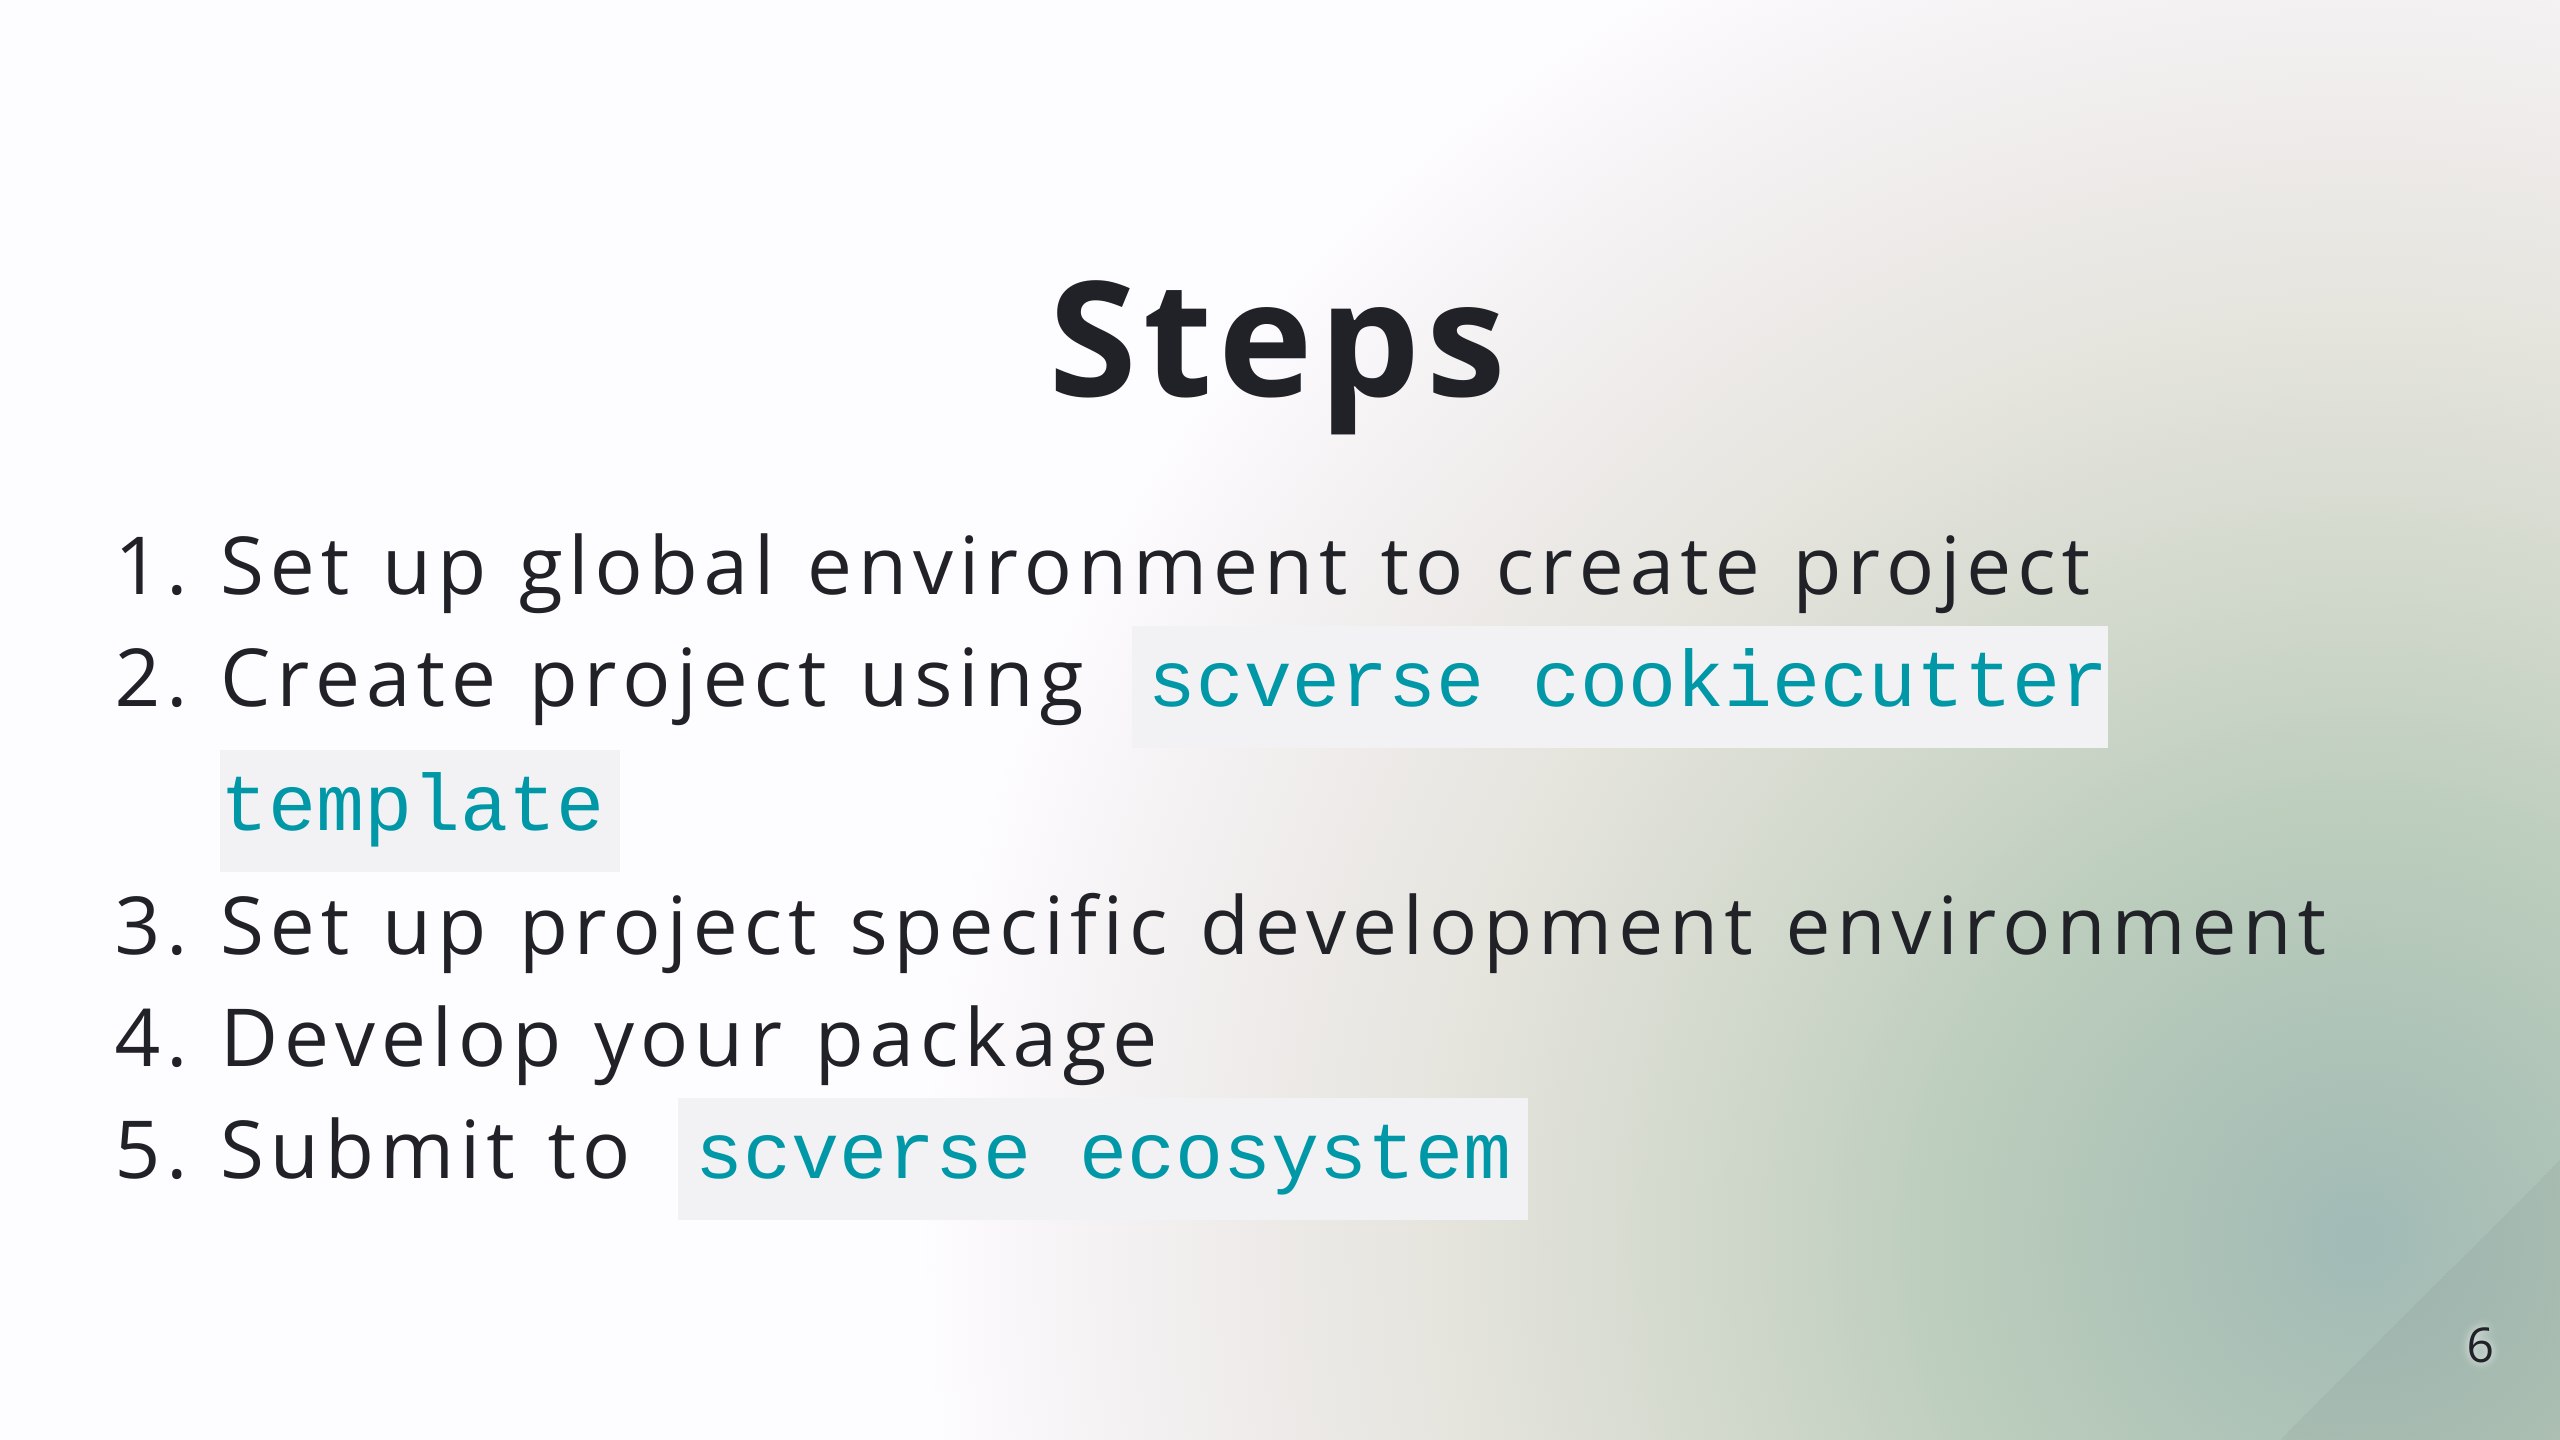 Steps
1. Set up global environment to create project
2. Create project using scverse cookiecutter
template
3. Set up project specific development environment
4. Develop your package
5. Submit to scverse ecosystem
6